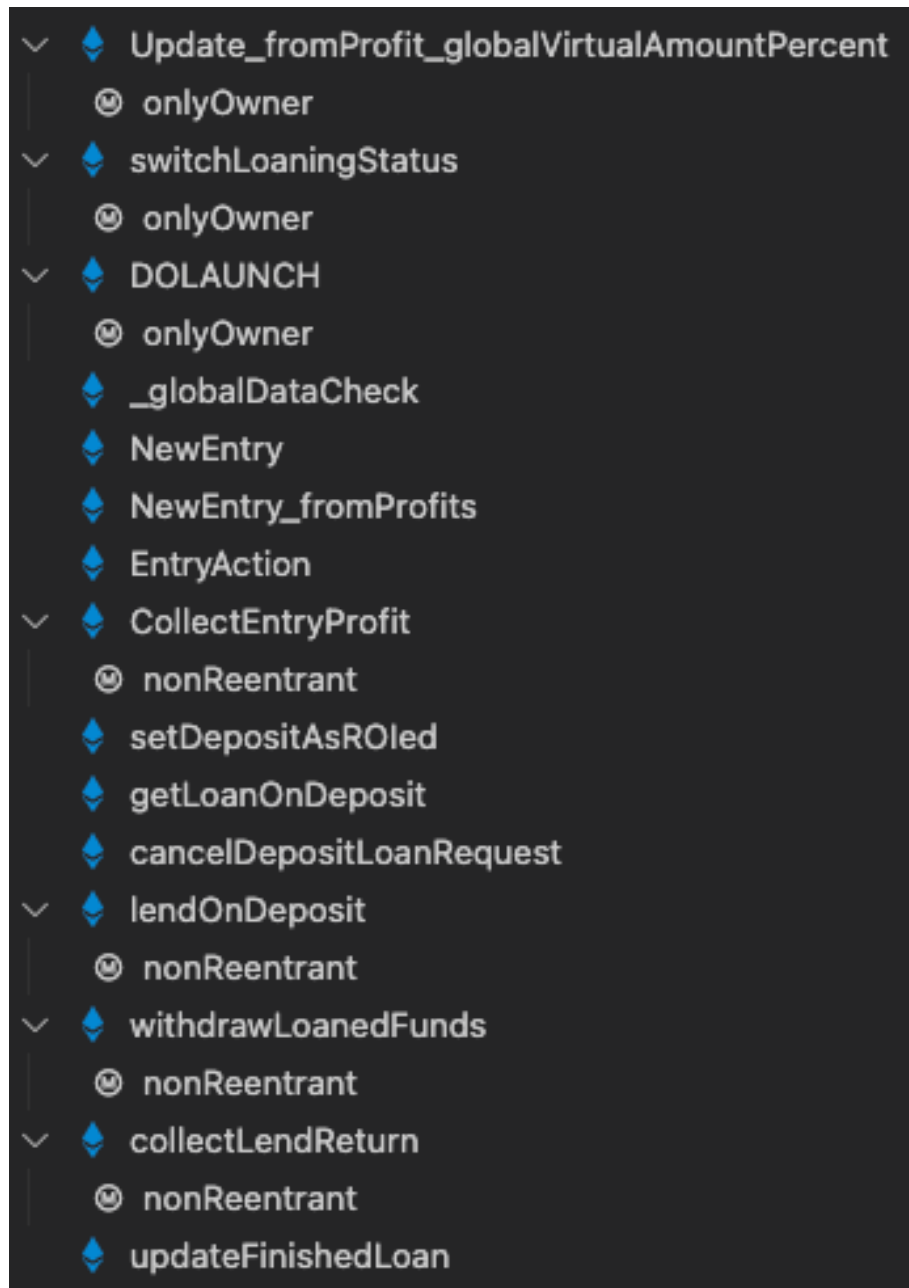 Update_fromProfit_globalVirtualAmountPercent
onlyOwner
switchLoaningStatus
onlyOwner
DOLAUNCH
onlyOwner
_globalDataCheck
NewEntry
NewEntry_fromProfits
EntryAction
CollectEntryProfit
nonReentrant
setDepositAsROIed
getLoanOnDeposit
cancelDepositLoanRequest
lendOnDeposit
nonReentrant
withdrawLoanedFunds
nonReentrant
collectLendReturn
nonReentrant
updateFinishedLoan